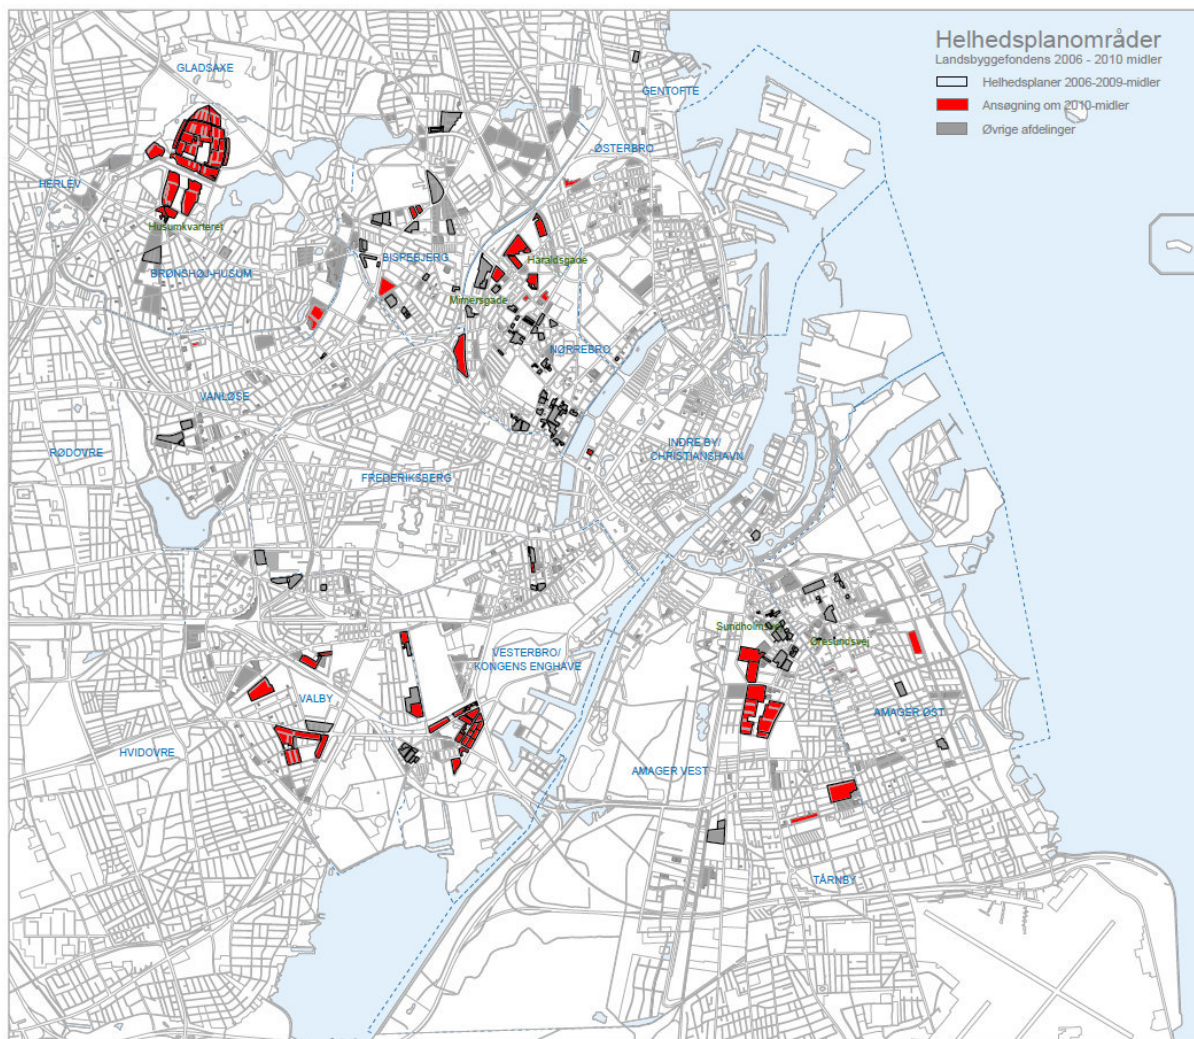 Helhedsplanområder
Landsbyggefondens 2006 - 2010 midler
Helhedsplaner 2006-2009-midler
Ansøgning om 2010-midler
Øvrige afdelinger
GLADSAXE
GENTOFTE
ØSTERBRO
HERLEV
Husumkvarteret
BRØNSHØJ-HUSUM
BISPEBJERG
Haraldsgade
Mimersgade
NØRREBRO
VANLØSE
RØDOVRE
FREDERIKSBERG
INDRE BY/
CHRISTIANSHAVN
Sundholmsvej
Øresundsvej
VESTERBRO/
KONGENS ENGHAVE
VALBY
AMAGER ØST
HVIDOVRE
AMAGER VEST
TÅRNBY